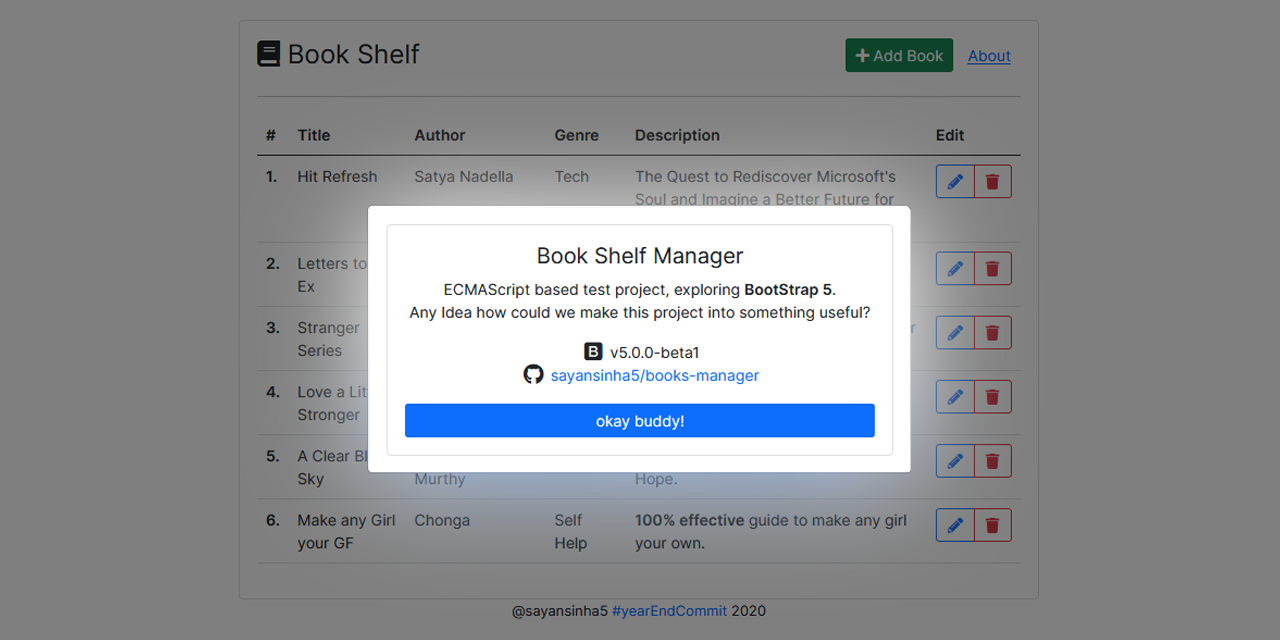 Book Shelf
Add Book About
# Title Author Genre Description Edit
1. Hit Refresh Satya Nadella Tech The Quest to Rediscover Microsoft's
Soul and Imagine a Better Future for
2. Letters to
Ex
3. Stranger
Series
4. Love a
Stronger
5. A Clear
Sky Murthy Hope.
6. Make any Girl Chonga Self 100% effective guide to make any girl
your GF Help your own.
Book Shelf Manager
ECMAScript based test project, exploring BootStrap 5.
Any Idea how could we make this project into something useful?
B v5.0.0-beta1
sayansinha5/books-manager
okay buddy!
@sayansinha5 #yearEndCommit 2020